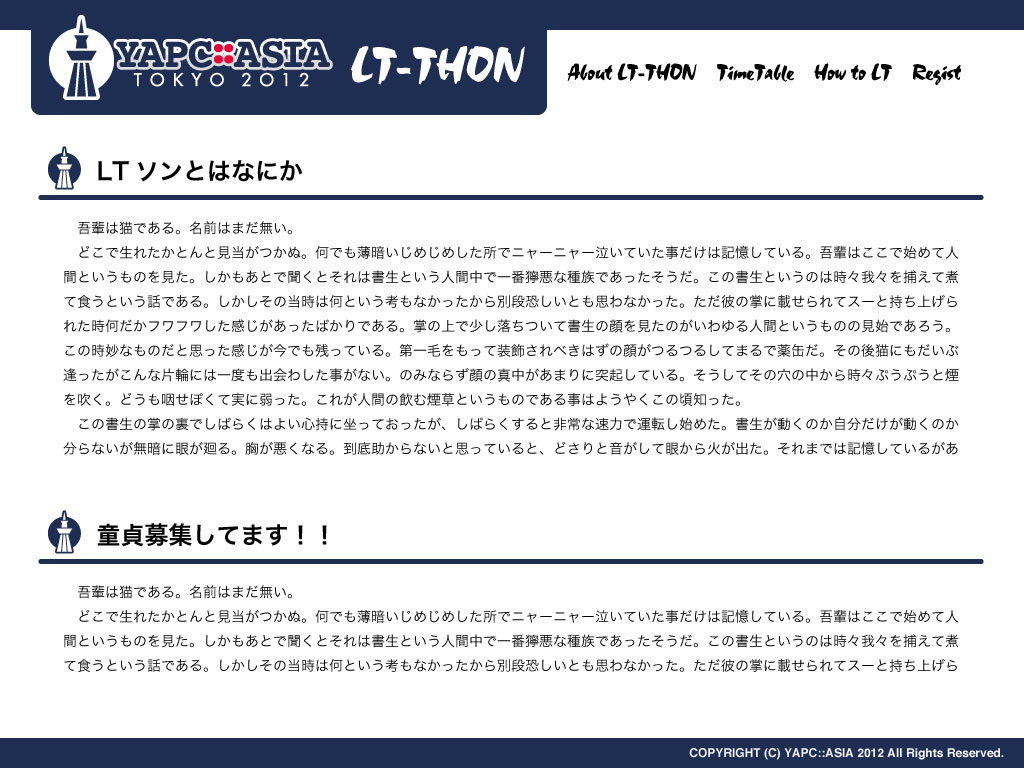 YAPC::ASIA
TOKYO 2012
LT-THON
About LT-THON
TimeTable
How to LT
Regist
LT ソンとはなにか
吾輩は猫である。名前はまだ無い。
どこで生れたかとんと見当がつかぬ。何でも薄暗いじめじめした所でニャーニャー泣いていた事だけは記憶している。吾輩はここで始めて人
間というものを見た。しかもあとで聞くとそれは書生という人間中で一番獰悪な種族であったそうだ。この書生というのは時々我々を捕えて煮
て食うという話である。しかしその当時は何という考もなかったから別段恐しいとも思わなかった。ただ彼の掌に載せられてスーと持ち上げら
れた時何だかフワフワした感じがあったばかりである。掌の上で少し落ちついて書生の顔を見たのがいわゆる人間というものの見始であろう。
この時妙なものだと思った感じが今でも残っている。第一毛をもって装飾されべきはずの顔がつるつるしてまるで薬缶だ。その後猫にもだいぶ
逢ったがこんな片輪には一度も出会わした事がない。のみならず顔の真中があまりに突起している。そうしてその穴の中から時々ぷうぷうと煙
を吹く。どうも咽せぽくて実に弱った。これが人間の飲む煙草というものである事はようやくこの頃知った。
この書生の掌の裏でしばらくはよい心持に坐っておったが、しばらくすると非常な速力で運転し始めた。書生が動くのか自分だけが動くのか
分らないが無暗に眼が廻る。胸が悪くなる。到底助からないと思っていると、どさりと音がして眼から火が出た。それまでは記憶しているがあ
童貞募集してます！！
吾輩は猫である。名前はまだ無い。
どこで生れたかとんと見当がつかぬ。何でも薄暗いじめじめした所でニャーニャー泣いていた事だけは記憶している。吾輩はここで始めて人
間というものを見た。しかもあとで聞くとそれは書生という人間中で一番獰悪な種族であったそうだ。この書生というのは時々我々を捕えて煮
て食うという話である。しかしその当時は何という考もなかったから別段恐しいとも思わなかった。ただ彼の掌に載せられてスーと持ち上げら
COPYRIGHT (C) YAPC::ASIA 2012 All Rights Reserved.